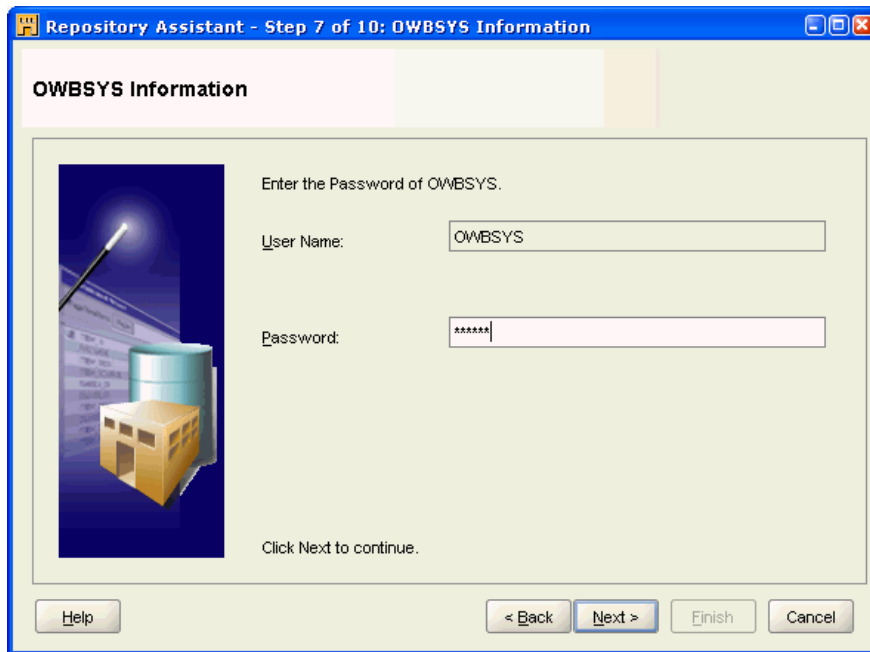 Repository Assistant - Step 7 of 10: OWBSYS Information
OWBSYS Information
Enter the Password of OWBSYS.
User Name:
OWBSYS
Password:
******
Click Next to continue.
Help
< Back
Next >
Finish
Cancel